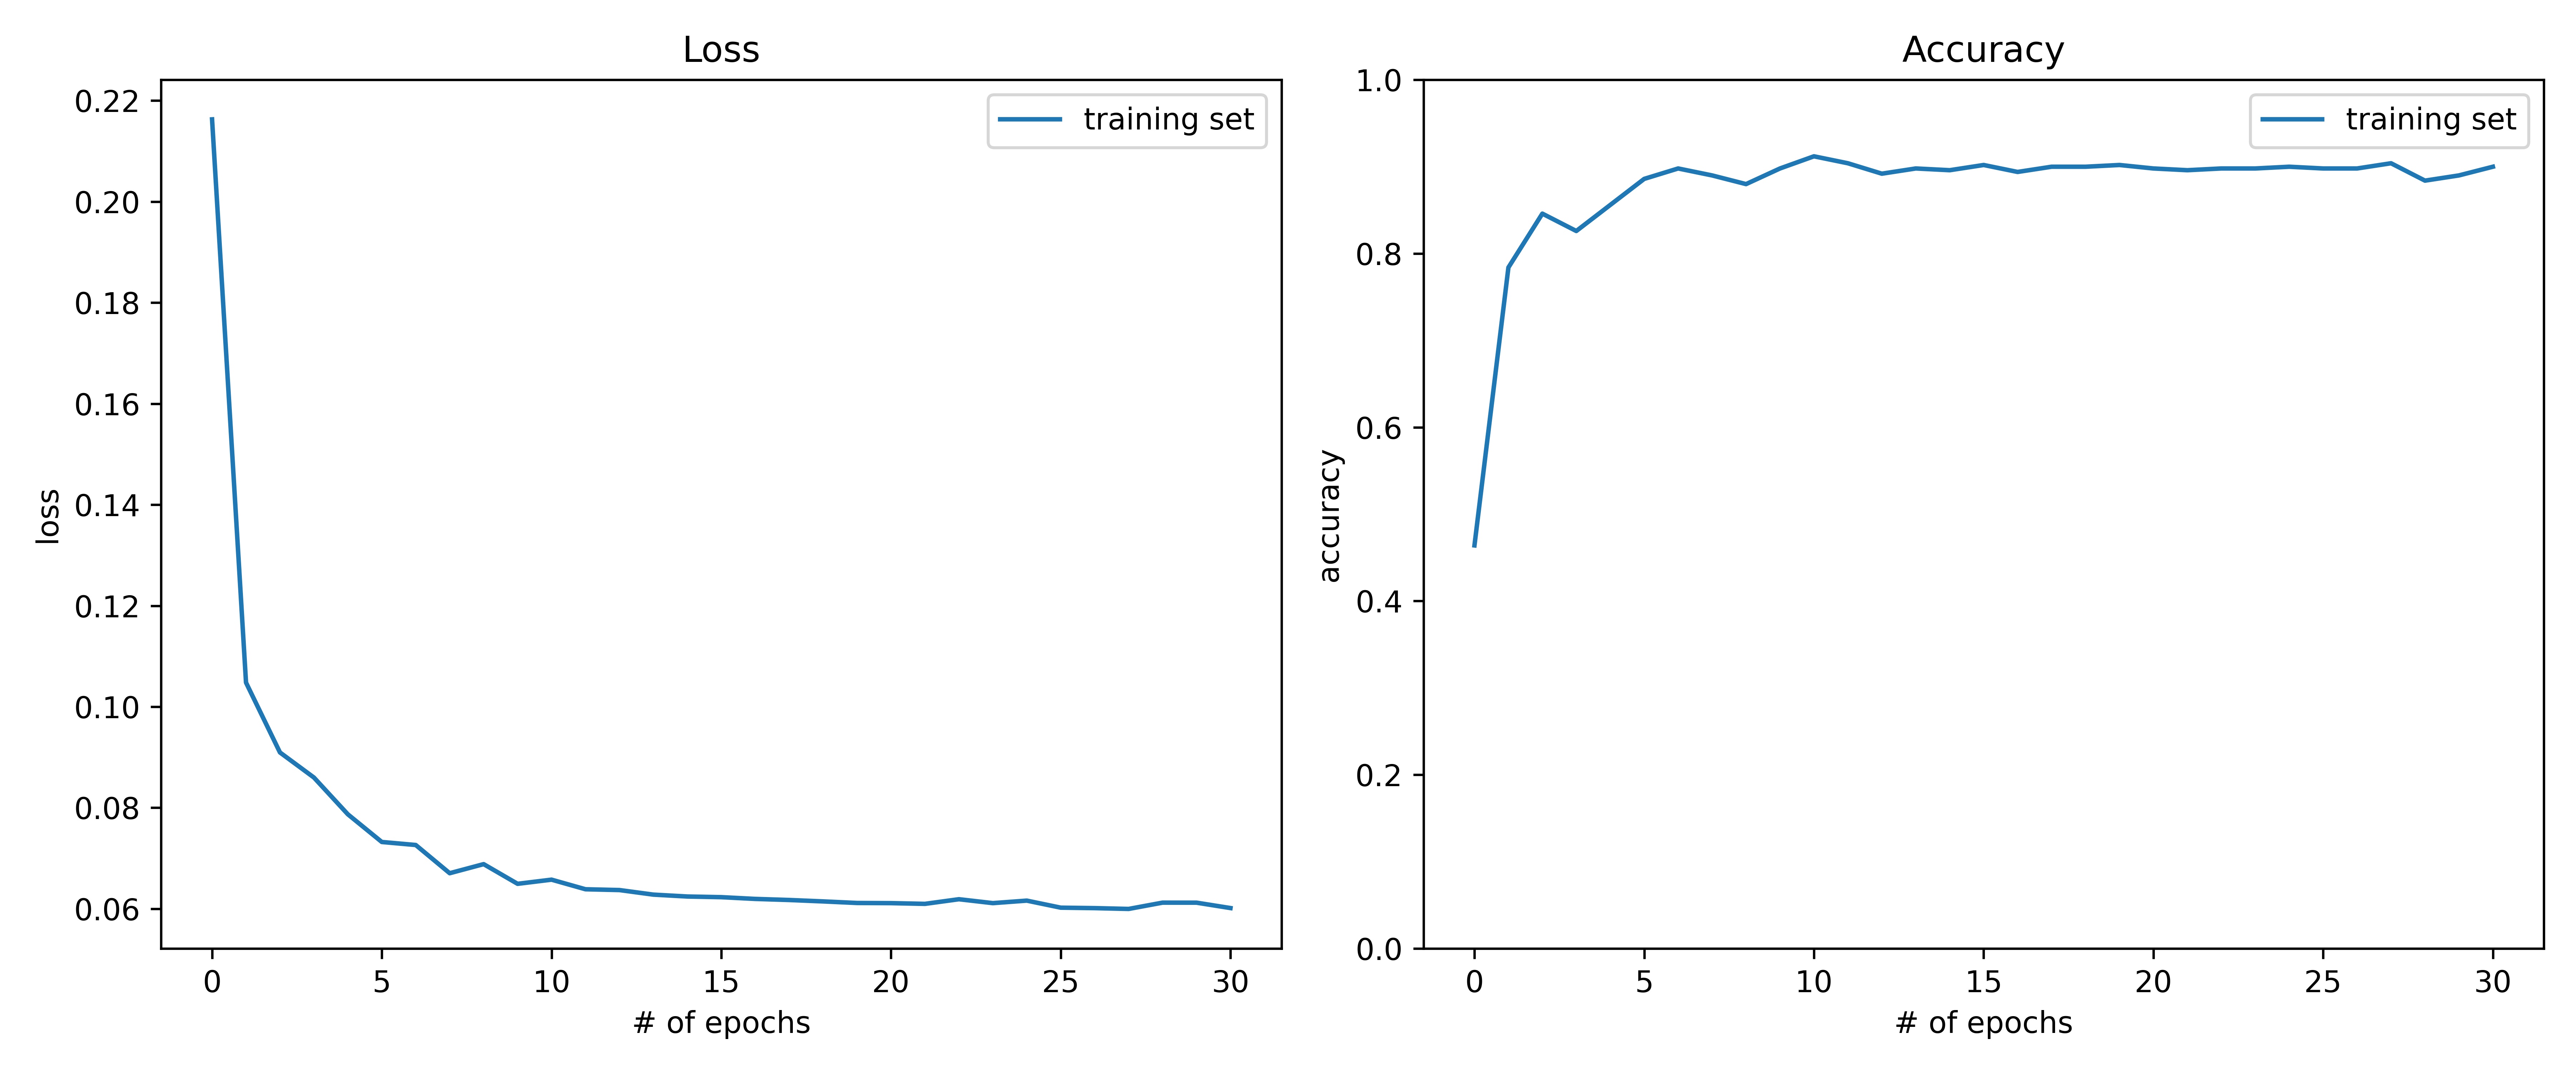 Loss
0.22
0.20
0.18
0.16
0.14
0.12
0.10
0.08
0.06
loss
training set
0 5 10 15 20 25 30
# of epochs
Accuracy
1.0
0.8
0.6
0.4
0.2
0.0
accuracy
training set
0 5 10 15 20 25 30
# of epochs